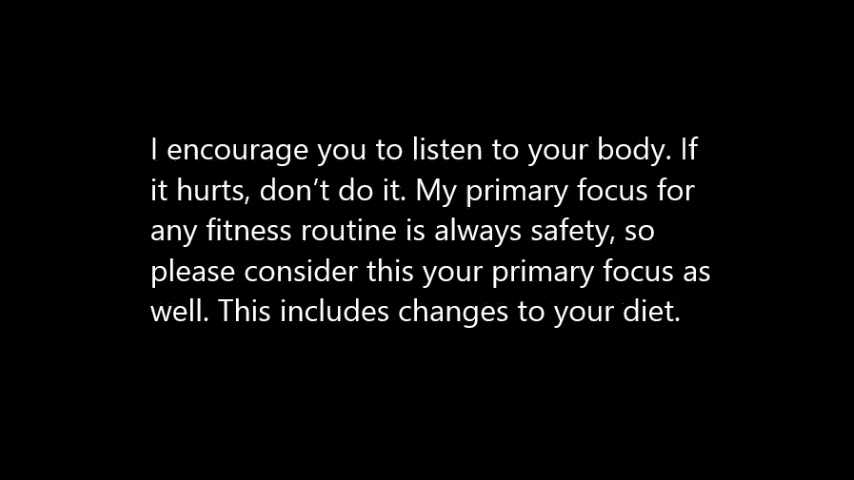 I encourage you to listen to your body. If
it hurts, don’t do it. My primary focus for
any fitness routine is always safety, so
please consider this your primary focus as
well. This includes changes to your diet.